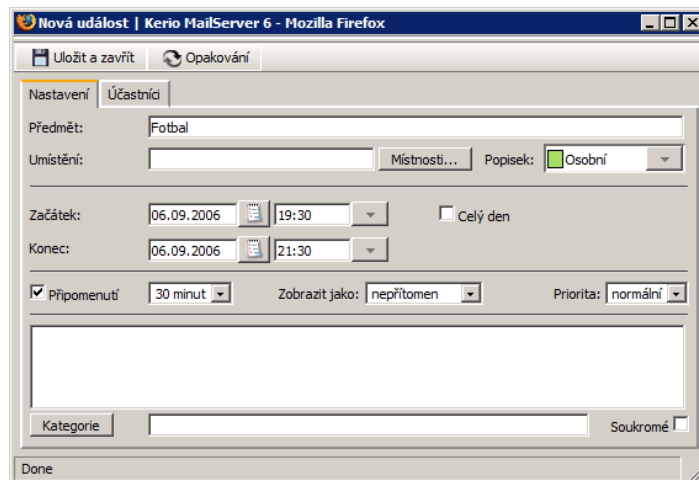 Nová událost | Kerio MailServer 6 - Mozilla Firefox
Uložit a zavřít Opakování
Nastavení Účastníci
Předmět: Fotbal
Umístění: Místnosti... Popisek: Osobní
Začátek: 06.09.2006 19:30 Celý den
Konec: 06.09.2006 21:30
Připomenutí 30 minut Zobrazit jako: nepřítomen Priorita: normální
Kategorie Soukromé
Done